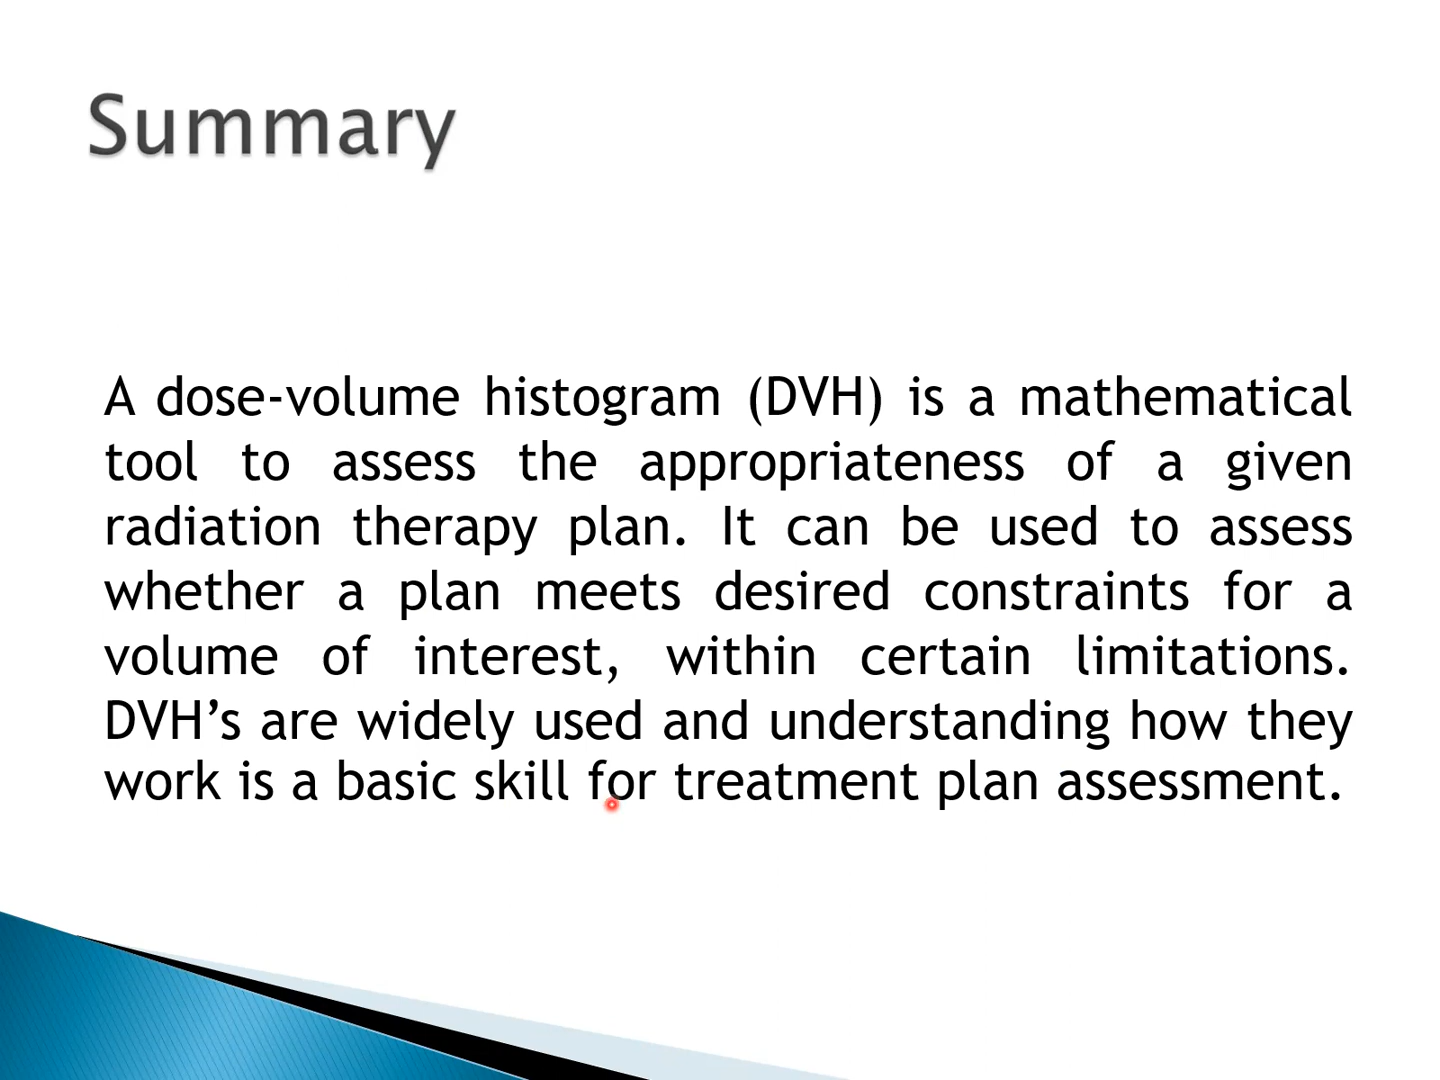 Summary
A dose-volume histogram (DVH) is a mathematical
tool to assess the appropriateness of a given
radiation therapy plan. It can be used to assess
whether a plan meets desired constraints for a
volume of interest, within certain limitations.
DVH’s are widely used and understanding how they
work is a basic skill for treatment plan assessment.